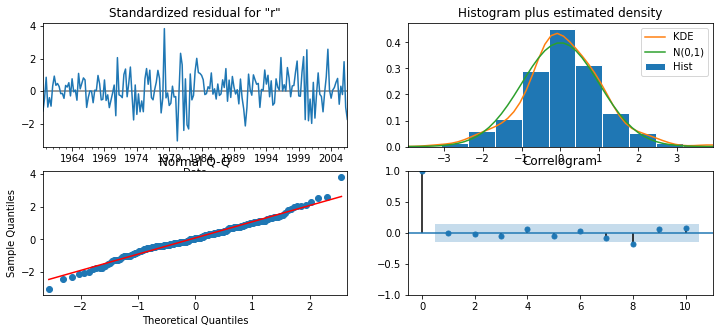 Standardized residual for "r"
4
2
0
−2
1964 1969 1974 1979 1984 1989 1994 1999 2004
Date
Histogram plus estimated density
KDE
N(0,1)
Hist
0.4
0.3
0.2
0.1
0.0
−3 −2 −1 0 1 2 3
Normal Q-Q
Sample Quantiles
4
2
0
−2
−2 −1 0 1 2
Theoretical Quantiles
Correlogram
1.0
0.5
0.0
−0.5
−1.0
0 2 4 6 8 10